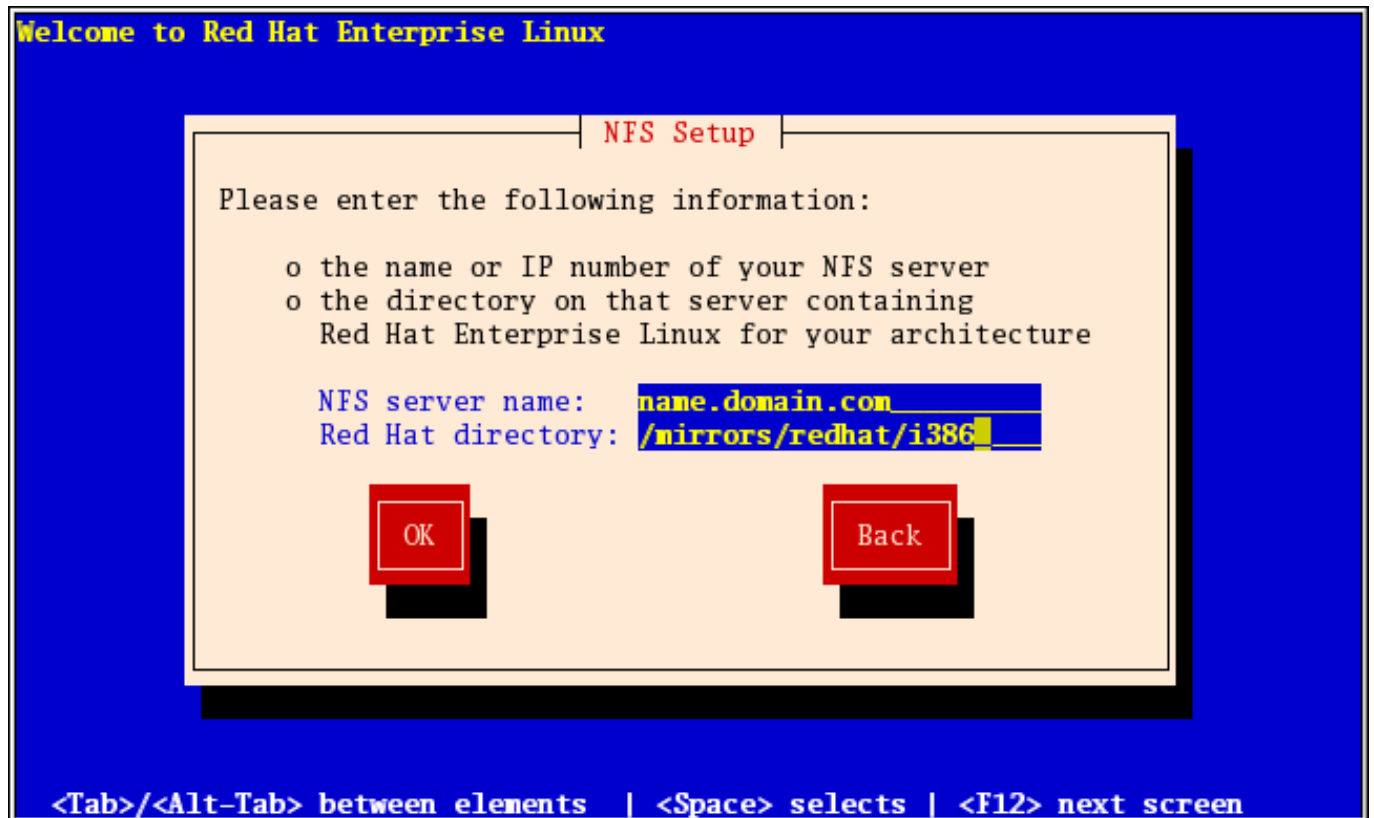 Welcome to Red Hat Enterprise Linux
NFS Setup
Please enter the following information:
o the name or IP number of your NFS server
o the directory on that server containing
Red Hat Enterprise Linux for your architecture
NFS server name: name.domain.com_________
Red Hat directory: /mirrors/redhat/i386____
OK Back
<Tab>/<Alt-Tab> between elements | <Space> selects | <F12> next screen